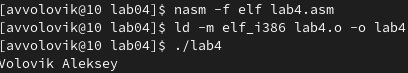 [avvolovik@10 lab04]$ nasm -f elf lab4.asm
[avvolovik@10 lab04]$ ld -m elf_i386 lab4.o -o lab4
[avvolovik@10 lab04]$ ./lab4
Volovik Aleksey